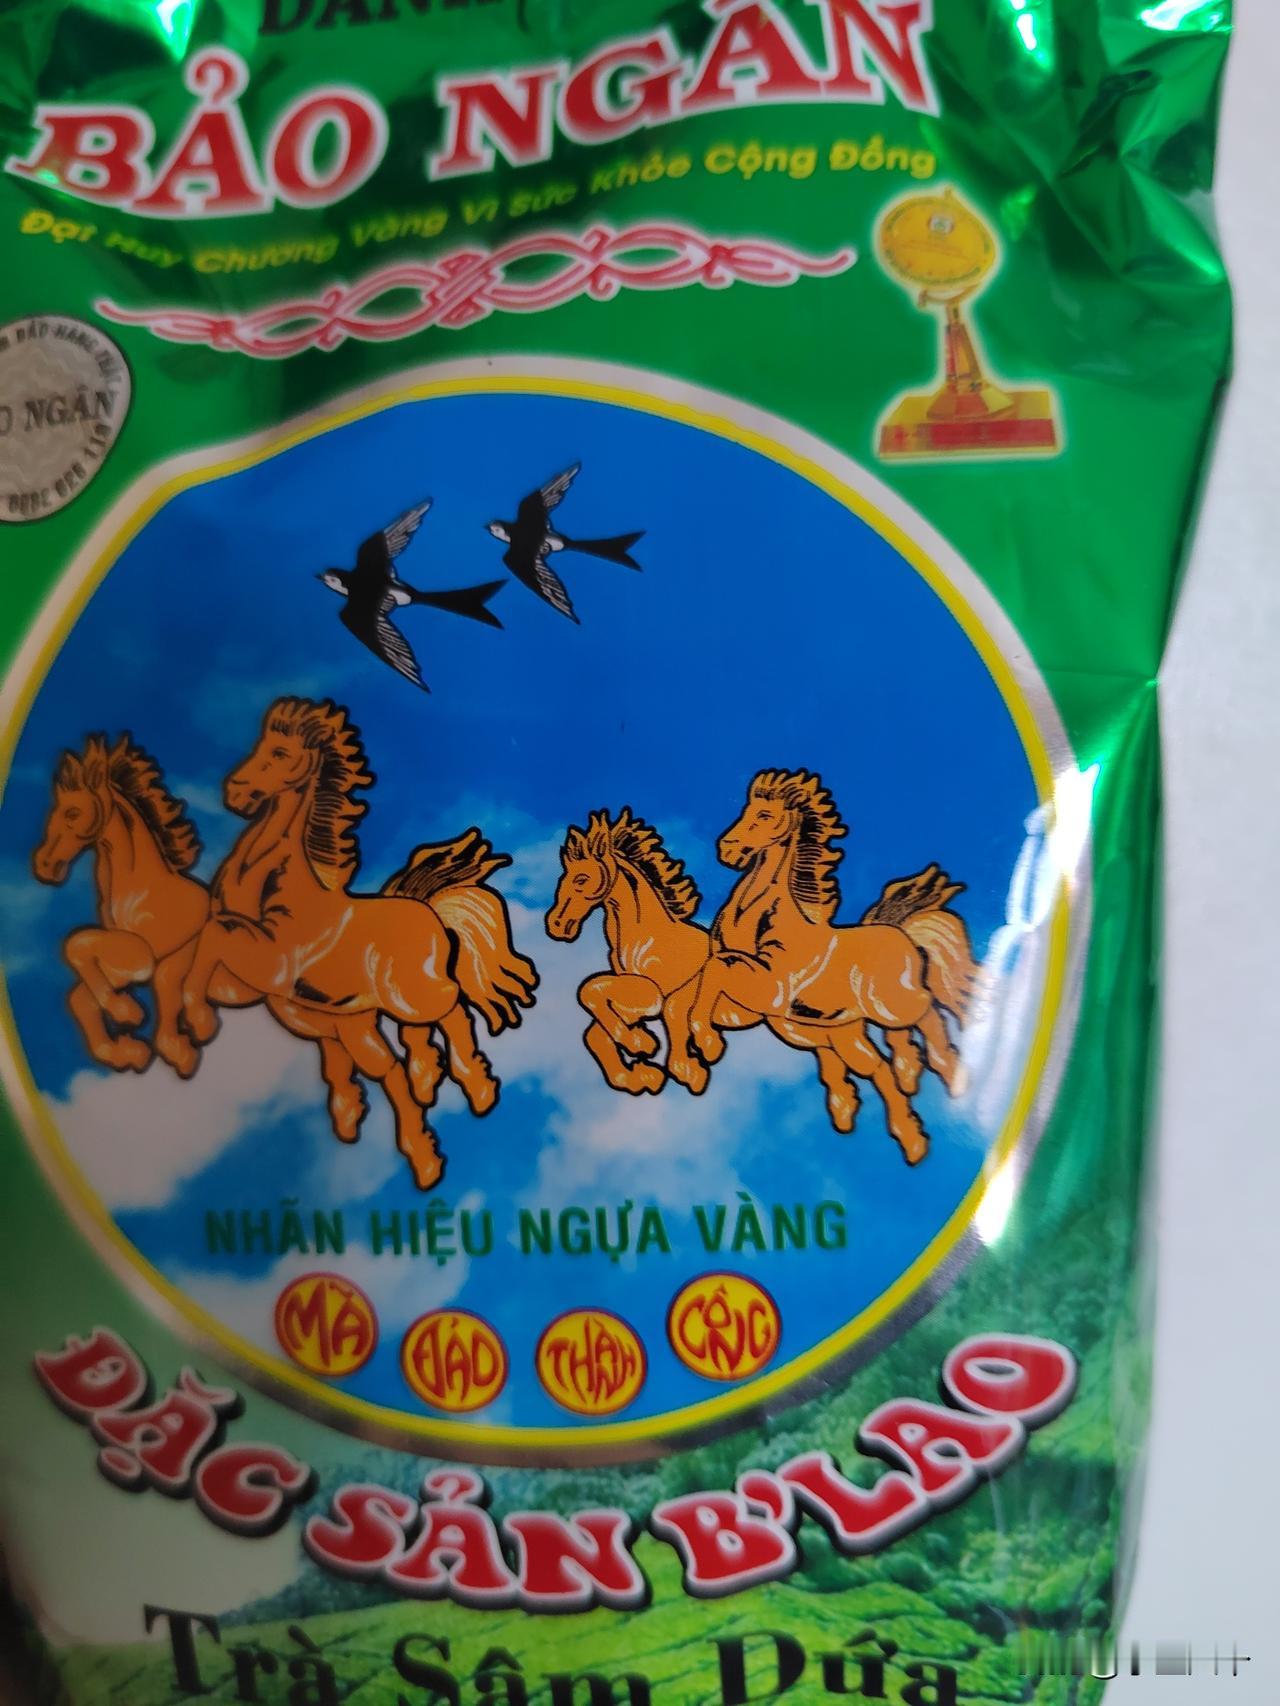 BẢO NGÂN
Đạt Huy Chương Vàng Vì Sức Khỏe Cộng Đồng
NGÂN
NHÃN HIỆU NGỰA VÀNG
MÃ ĐÁO THÀNH CÔNG
ĐẶC SẢN B'LAO
Trà Sâm Dứa